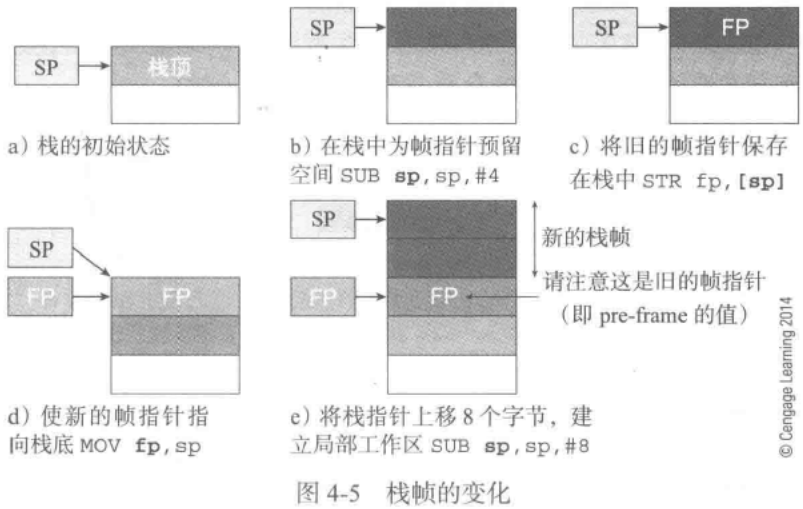 SP
栈顶
a）栈的初始状态
SP
b）在栈中为帧指针预留
空间 SUB sp,sp,#4
SP
FP
c）将旧的帧指针保存
在栈中 STR fp,[sp]
SP
FP
FP
d）使新的帧指针指
向栈底 MOV fp,sp
SP
FP
FP
新的栈帧
请注意这是旧的帧指针
（即 pre-frame 的值）
e）将栈指针上移 8 个字节，建
立局部工作区 SUB sp,sp,#8
© Cengage Learning 2014
图 4-5 栈帧的变化